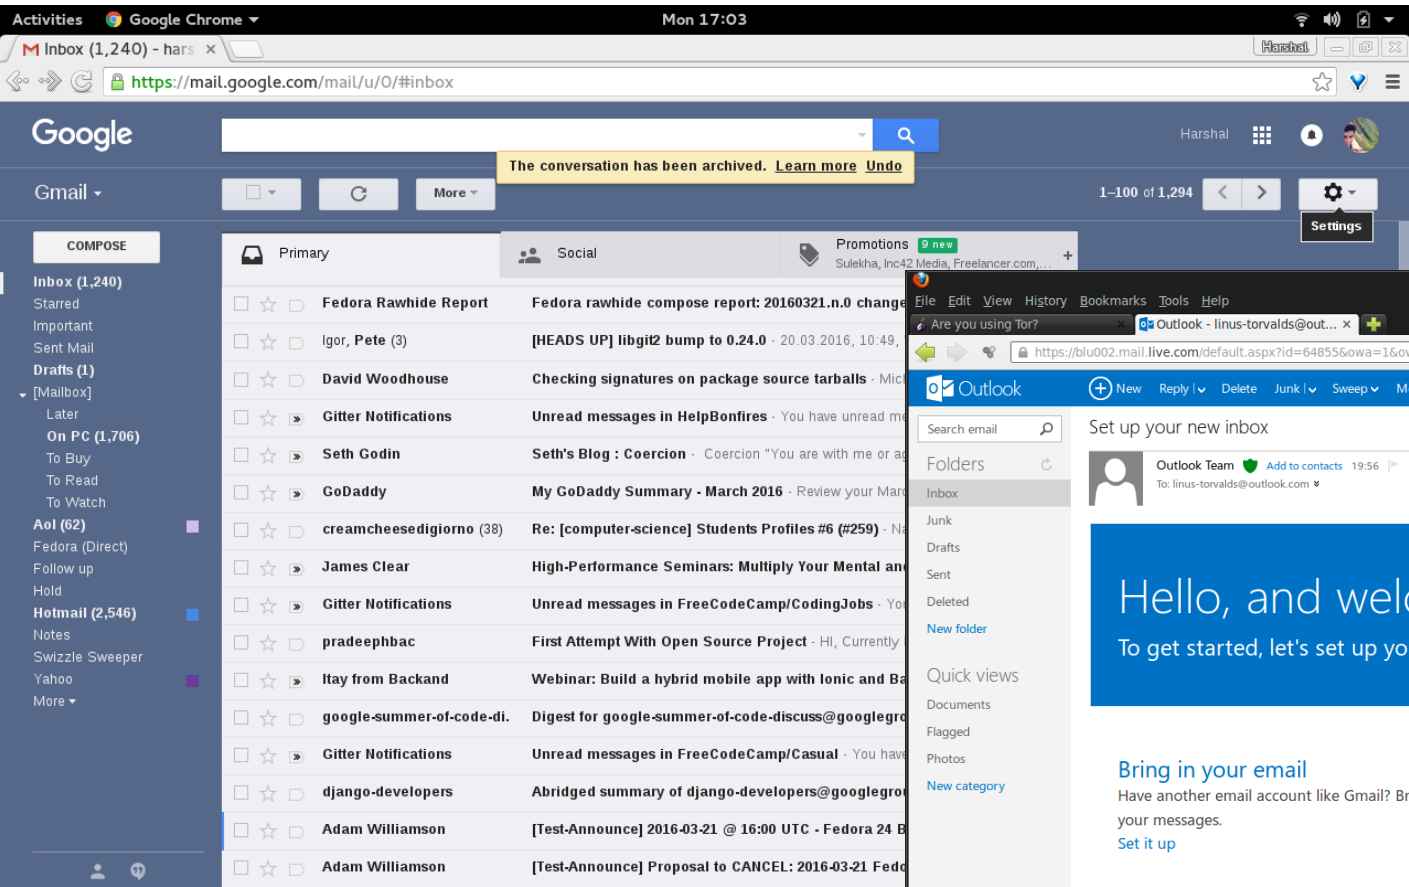 Activities Google Chrome Mon 17:03
Inbox (1,240) - hars
Harshal
https://mail.google.com/mail/u/0/#inbox
Google
Harshal
The conversation has been archived. Learn more Undo
Gmail
More
1–100 of 1,294
Settings
COMPOSE
Inbox (1,240)
Starred
Important
Sent Mail
Drafts (1)
[Mailbox]
Later
On PC (1,706)
To Buy
To Read
To Watch
Aol (62)
Fedora (Direct)
Follow up
Hold
Hotmail (2,546)
Notes
Swizzle Sweeper
Yahoo
More
Primary
Social
Promotions 9 new
Sulekha, Inc42 Media, Freelancer.com,...
+
Fedora Rawhide Report Fedora rawhide compose report: 20160321.n.0 change
Igor, Pete (3) [HEADS UP] libgit2 bump to 0.24.0 - 20.03.2016, 10:49,
David Woodhouse Checking signatures on package source tarballs - Micl
Gitter Notifications Unread messages in HelpBonfires - You have unread me
Seth Godin Seth's Blog : Coercion - Coercion "You are with me or ag
GoDaddy My GoDaddy Summary - March 2016 - Review your Marc
creamcheesedigiorno (38) Re: [computer-science] Students Profiles #6 (#259) - Na
James Clear High-Performance Seminars: Multiply Your Mental and
Gitter Notifications Unread messages in FreeCodeCamp/CodingJobs - You
pradeephbac First Attempt With Open Source Project - HI, Currently
Itay from Backand Webinar: Build a hybrid mobile app with Ionic and Ba
google-summer-of-code-di. Digest for google-summer-of-code-discuss@googlegro
Gitter Notifications Unread messages in FreeCodeCamp/Casual - You have
django-developers Abridged summary of django-developers@googlegrou
Adam Williamson [Test-Announce] 2016-03-21 @ 16:00 UTC - Fedora 24 B
Adam Williamson [Test-Announce] Proposal to CANCEL: 2016-03-21 Fedo
File Edit View History Bookmarks Tools Help
Are you using Tor?
Outlook - linus-torvalds@out...
https://blu002.mail.live.com/default.aspx?id=64855&owa=1&ow
Outlook
New Reply Delete Junk Sweep M
Search email
Folders
Inbox
Junk
Drafts
Sent
Deleted
New folder
Quick views
Documents
Flagged
Photos
New category
Set up your new inbox
Outlook Team Add to contacts 19:56
To: linus-torvalds@outlook.com
Hello, and welc
To get started, let's set up yo
Bring in your email
Have another email account like Gmail? Br
your messages.
Set it up